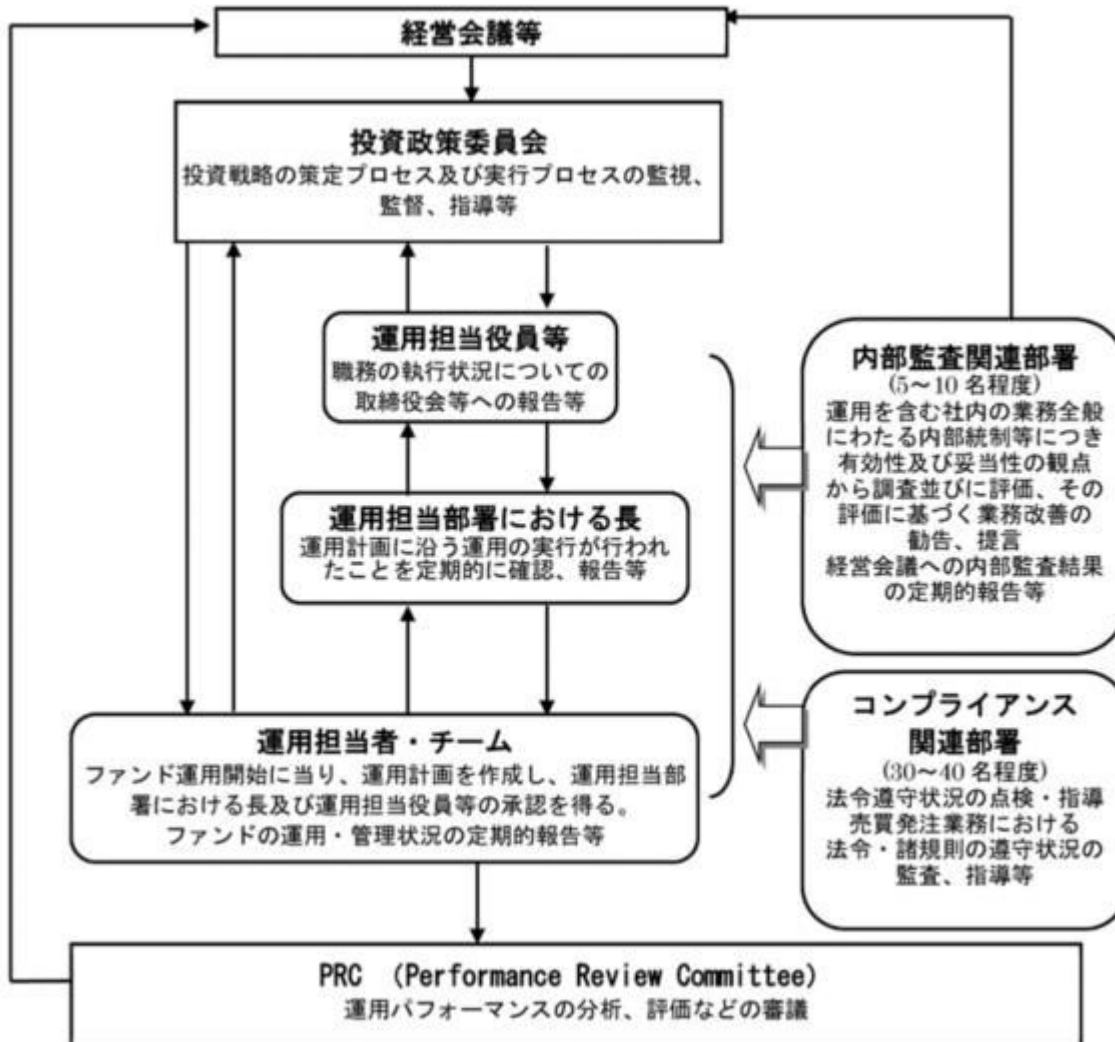 経営会議等
投資政策委員会
投資戦略の策定プロセス及び実行プロセスの監視、
監督、指導等
運用担当役員等
職務の執行状況についての
取締役会等への報告等
運用担当部署における長
運用計画に沿う運用の実行が行われ
たことを定期的に確認、報告等
運用担当者・チーム
ファンド運用開始に当り、運用計画を作成し、運用担当部
署における長及び運用担当役員等の承認を得る。
ファンドの運用・管理状況の定期的報告等
内部監査関連部署
(5～10 名程度)
運用を含む社内の業務全般
にわたる内部統制等につき
有効性及び妥当性の観点
から調査並びに評価、その
評価に基づく業務改善の
勧告、提言
経営会議への内部監査結果
の定期的報告等
コンプライアンス
関連部署
(30～40 名程度)
法令遵守状況の点検・指導
売買発注業務における
法令・諸規則の遵守状況の
監査、指導等
PRC （Performance Review Committee）
運用パフォーマンスの分析、評価などの審議